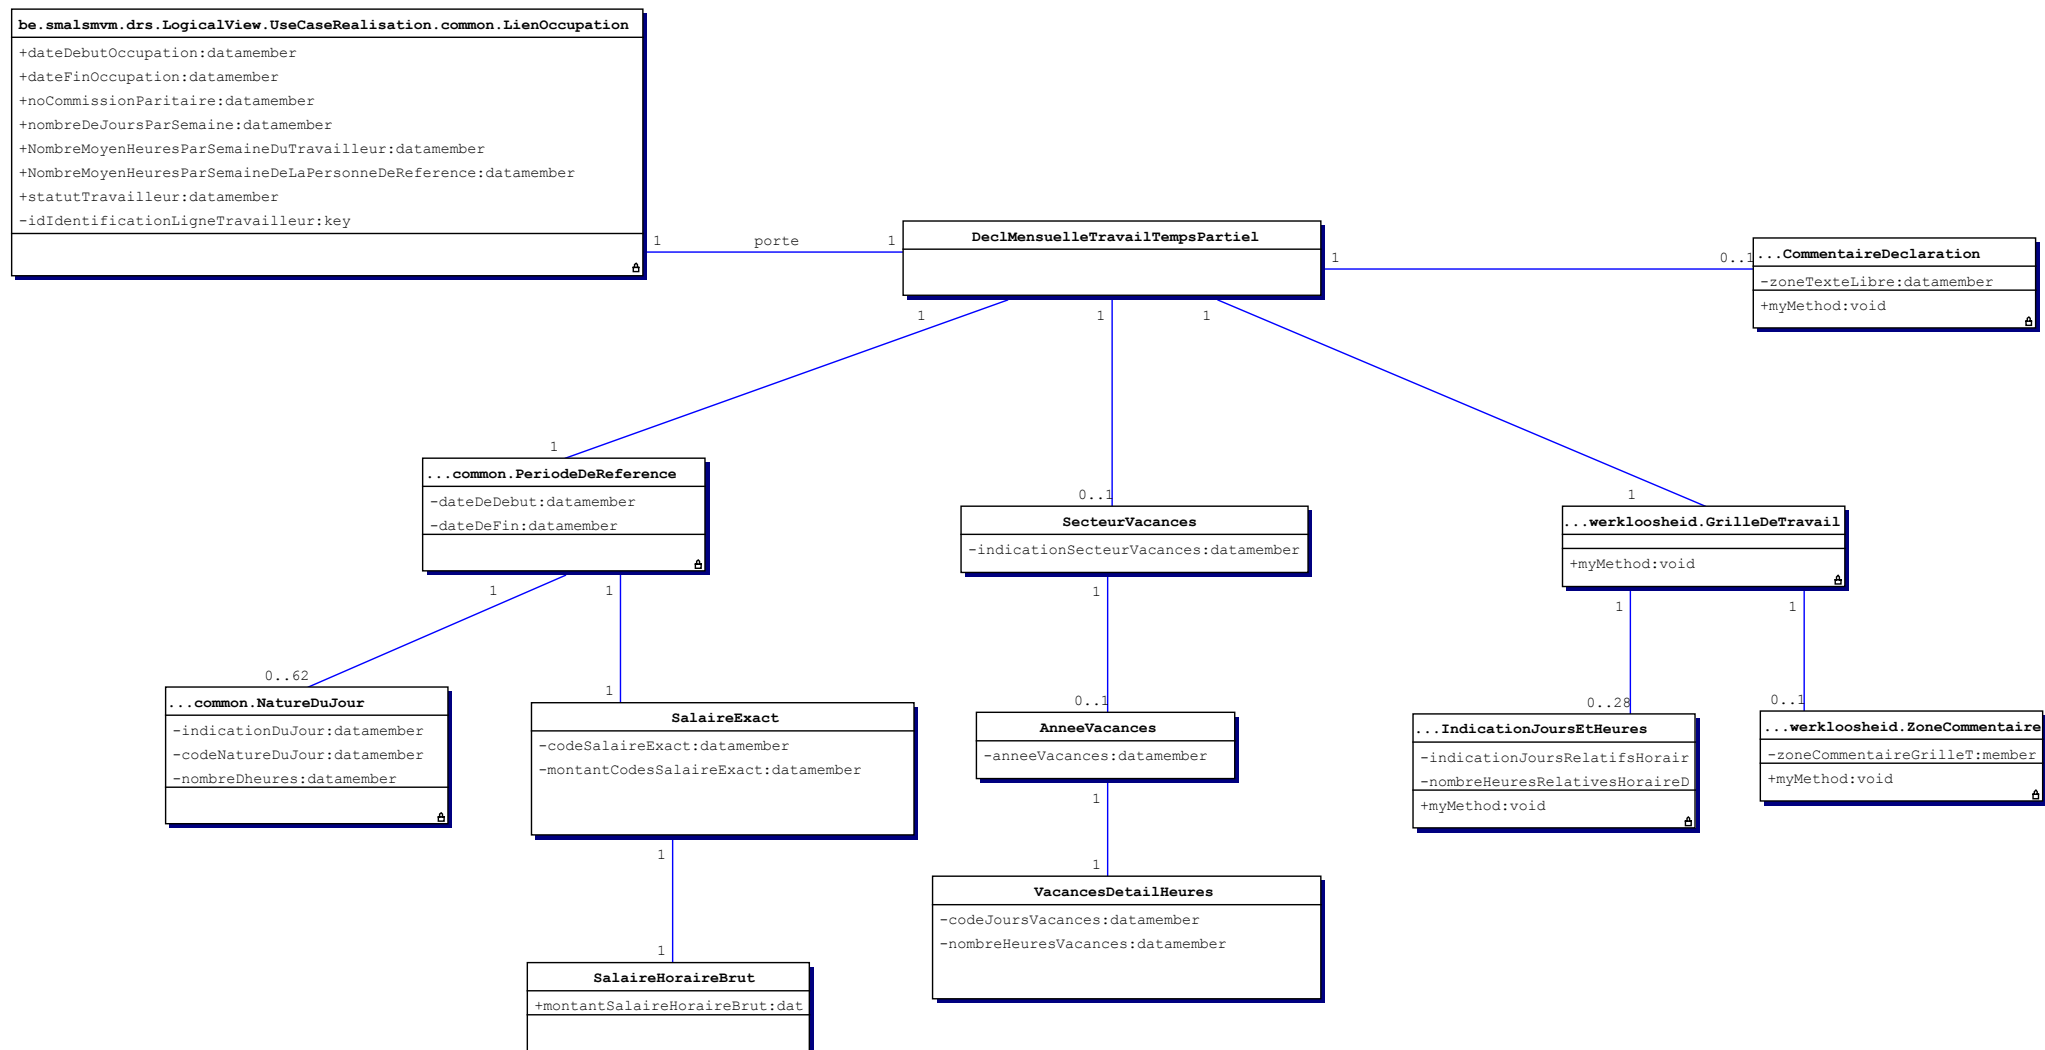 be.smalsmvm.drs.LogicalView.UseCaseRealisation.common.LienOccupation
+dateDebutOccupation:datamember
+dateFinOccupation:datamember
+noCommissionParitaire:datamember
+nombreDeJoursParSemaine:datamember
+NombreMoyenHeuresParSemaineDuTravailleur:datamember
+NombreMoyenHeuresParSemaineDeLaPersonneDeReference:datamember
+statutTravailleur:datamember
-idIdentificationLigneTravailleur:key
1 porte 1
DeclMensuelleTravailTempsPartiel
1 0..1
...CommentaireDeclaration
-zoneTexteLibre:datamember
+myMethod:void
1 1 1
1
...common.PeriodeDeReference
-dateDeDebut:datamember
-dateDeFin:datamember
0..1
SecteurVacances
-indicationSecteurVacances:datamember
1
...werkloosheid.GrilleDeTravail
+myMethod:void
1 1 1 1 1
0..62
...common.NatureDuJour
-indicationDuJour:datamember
-codeNatureDuJour:datamember
-nombreDheures:datamember
1
SalaireExact
-codeSalaireExact:datamember
-montantCodesSalaireExact:datamember
0..1
AnneeVacances
-anneeVacances:datamember
0..28
...IndicationJoursEtHeures
-indicationJoursRelatifsHorair
-nombreHeuresRelativesHoraireD
+myMethod:void
0..1
...werkloosheid.ZoneCommentaire
-zoneCommentaireGrilleT:member
+myMethod:void
1
1
VacancesDetailHeures
-codeJoursVacances:datamember
-nombreHeuresVacances:datamember
1
1
SalaireHoraireBrut
+montantSalaireHoraireBrut:dat